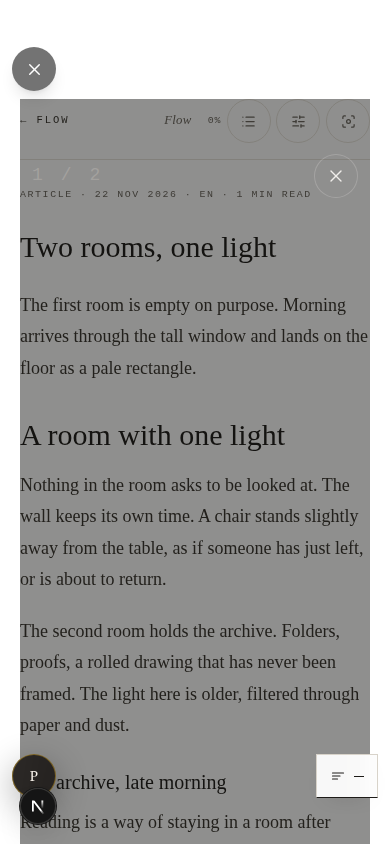 ← FLOW
Flow
0%
1 / 2
ARTICLE · 22 NOV 2026 · EN · 1 MIN READ
Two rooms, one light
The first room is empty on purpose. Morning
arrives through the tall window and lands on the
floor as a pale rectangle.
A room with one light
Nothing in the room asks to be looked at. The
wall keeps its own time. A chair stands slightly
away from the table, as if someone has just left,
or is about to return.
The second room holds the archive. Folders,
proofs, a rolled drawing that has never been
framed. The light here is older, filtered through
paper and dust.
P
archive, late morning
N
Reading is a way of staying in a room after